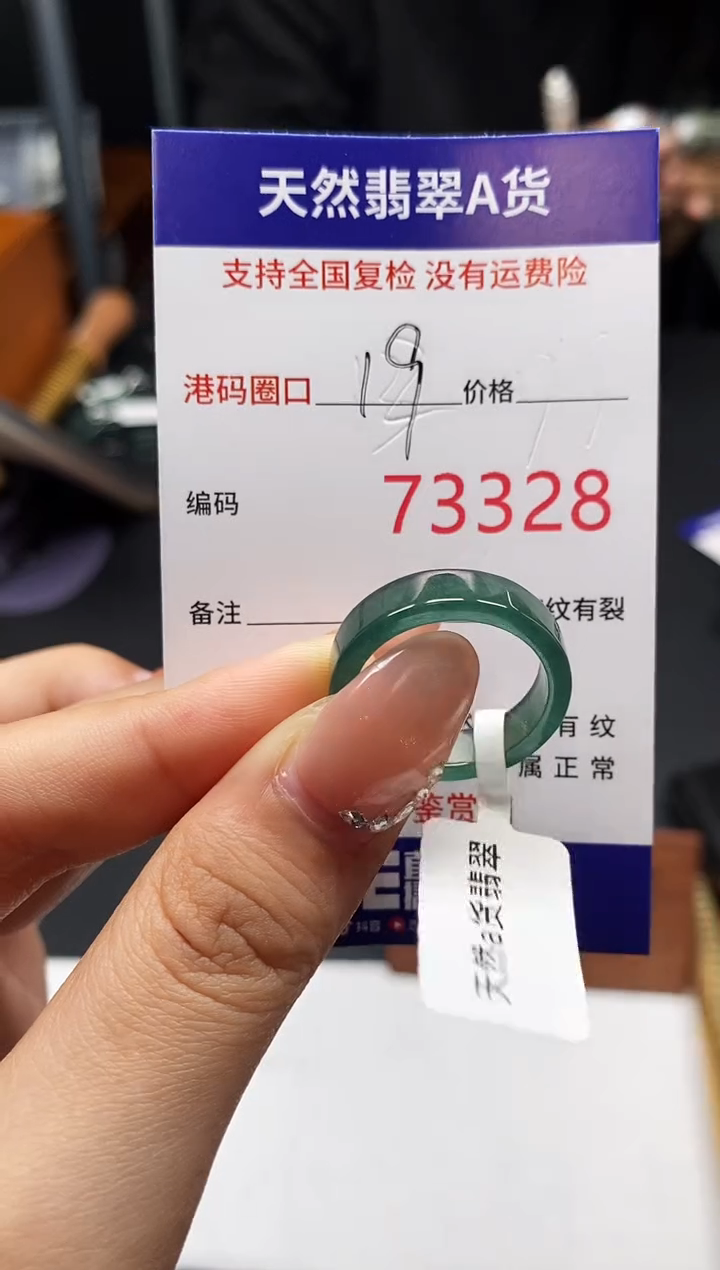 天然翡翠A货
支持全国复检 没有运费险
港码圈口 19 价格
编码 73328
备注 纹有裂
有纹
属正常
鉴赏
天然a货翡翠